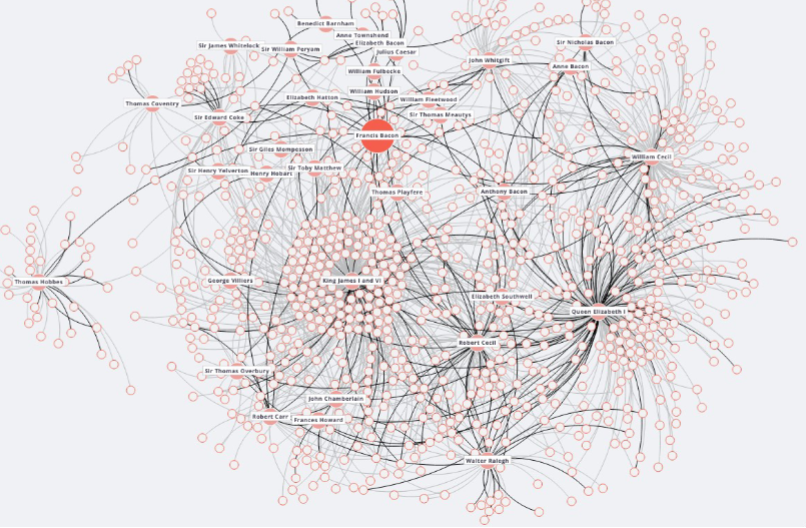 Benedict Barnham
Anne Townshend
Sir James Whitelock
Sir William Peryam
Elizabeth Bacon
Julius Caesar
Sir Nicholas Bacon
John Whitgift
Anne Bacon
William Fulbecke
William Hudson
Thomas Coventry
Elizabeth Hatton
William Fleetwood
Sir Edward Coke
Sir Thomas Meautys
Francis Bacon
Sir Giles Mompesson
William Cecil
Sir Henry Yelverton
Henry Hobart
Sir Toby Matthew
Thomas Playfere
Anthony Bacon
Thomas Hobbes
George Villiers
King James I and VI
Elizabeth Southwell
Queen Elizabeth I
Robert Cecil
Sir Thomas Overbury
John Chamberlain
Robert Carr
Frances Howard
Walter Ralegh